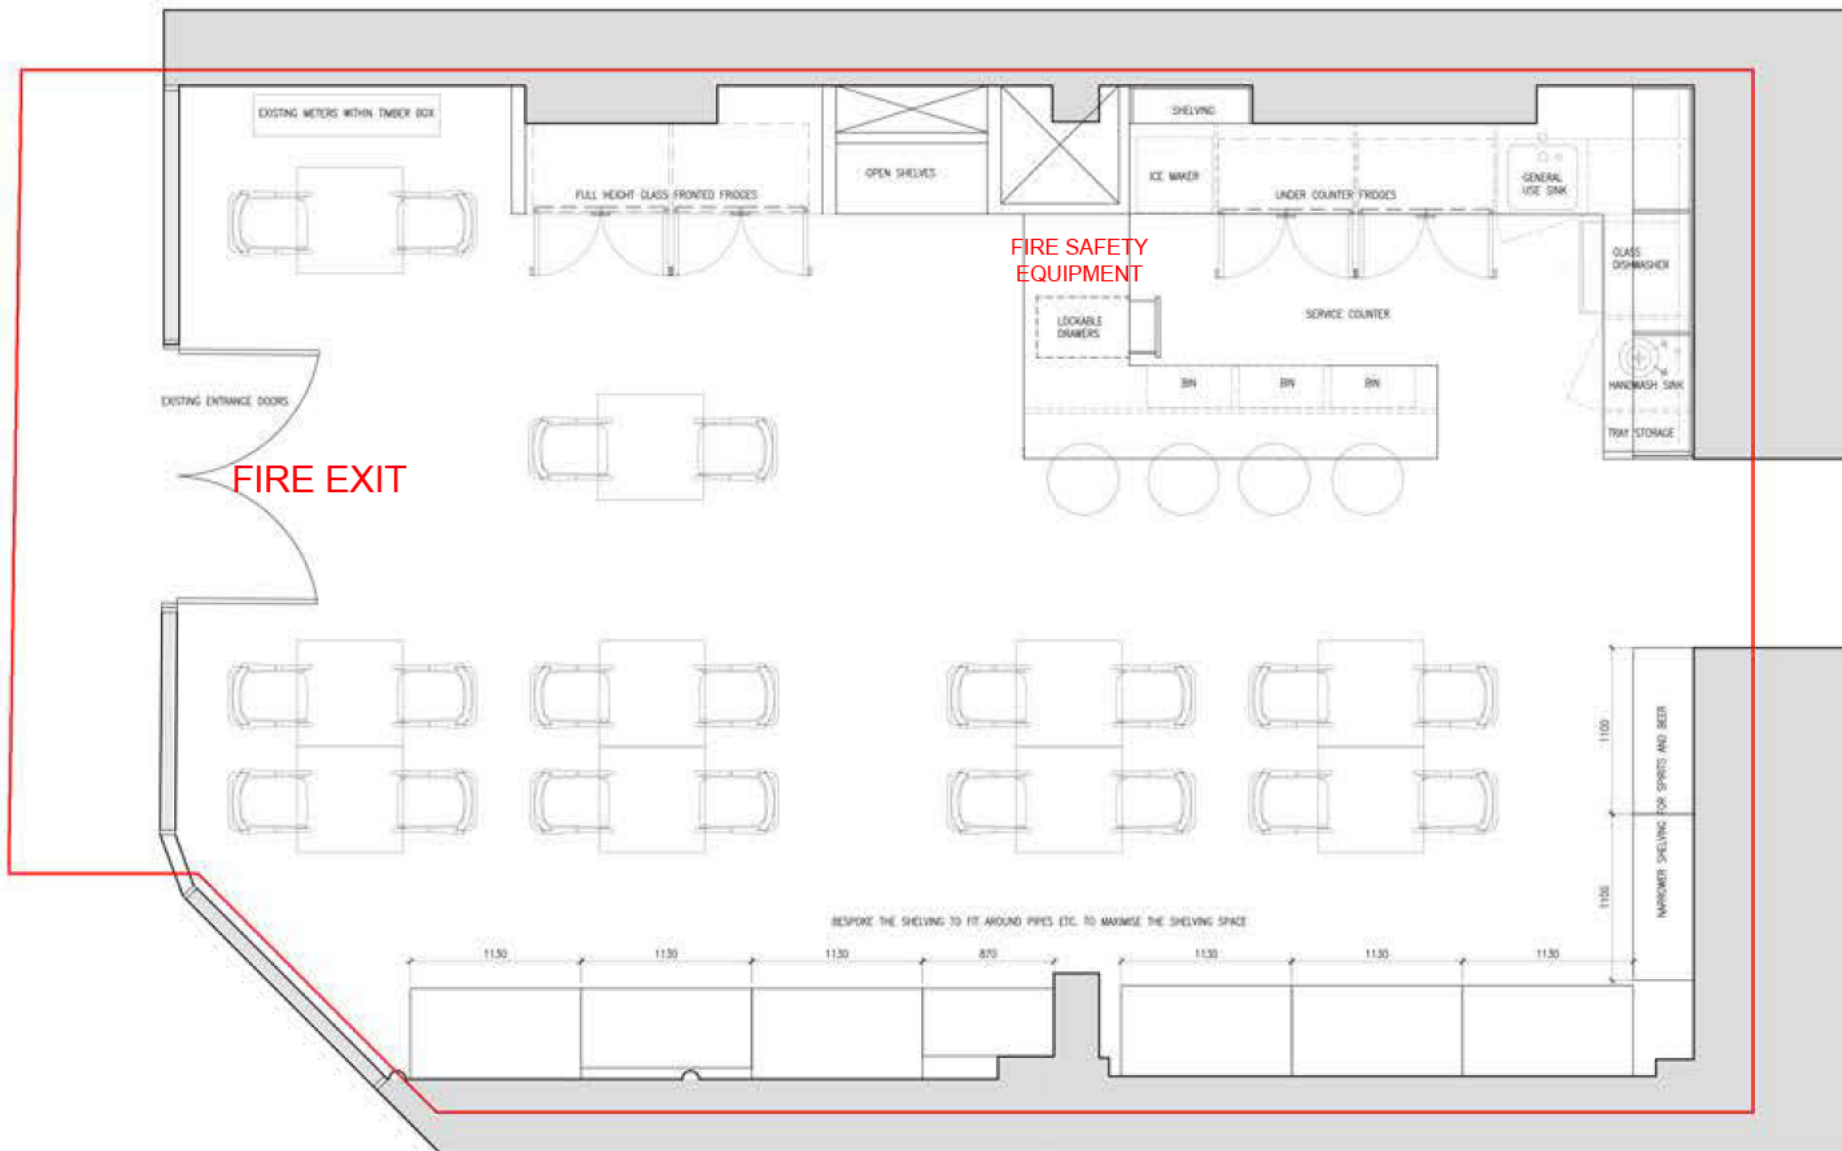 EXISTING METERS WITHIN TIMBER BOX
SHELVING
OPEN SHELVES
ICE MAKER
GENERAL
USE SINK
FULL HEIGHT GLASS FRONTED FRIDGES
UNDER COUNTER FRIDGES
FIRE SAFETY
EQUIPMENT
GLASS
DISHWASHER
LOCKABLE
DRAWERS
SERVICE COUNTER
BIN
BIN
BIN
HANDWASH SINK
EXISTING ENTRANCE DOORS
TRAY STORAGE
FIRE EXIT
1100
1100
NARROWER SHELVING FOR SPIRITS AND BEER
BESPOKE THE SHELVING TO FIT AROUND PIPES ETC. TO MAXIMISE THE SHELVING SPACE
1130
1130
1130
870
1130
1130
1130